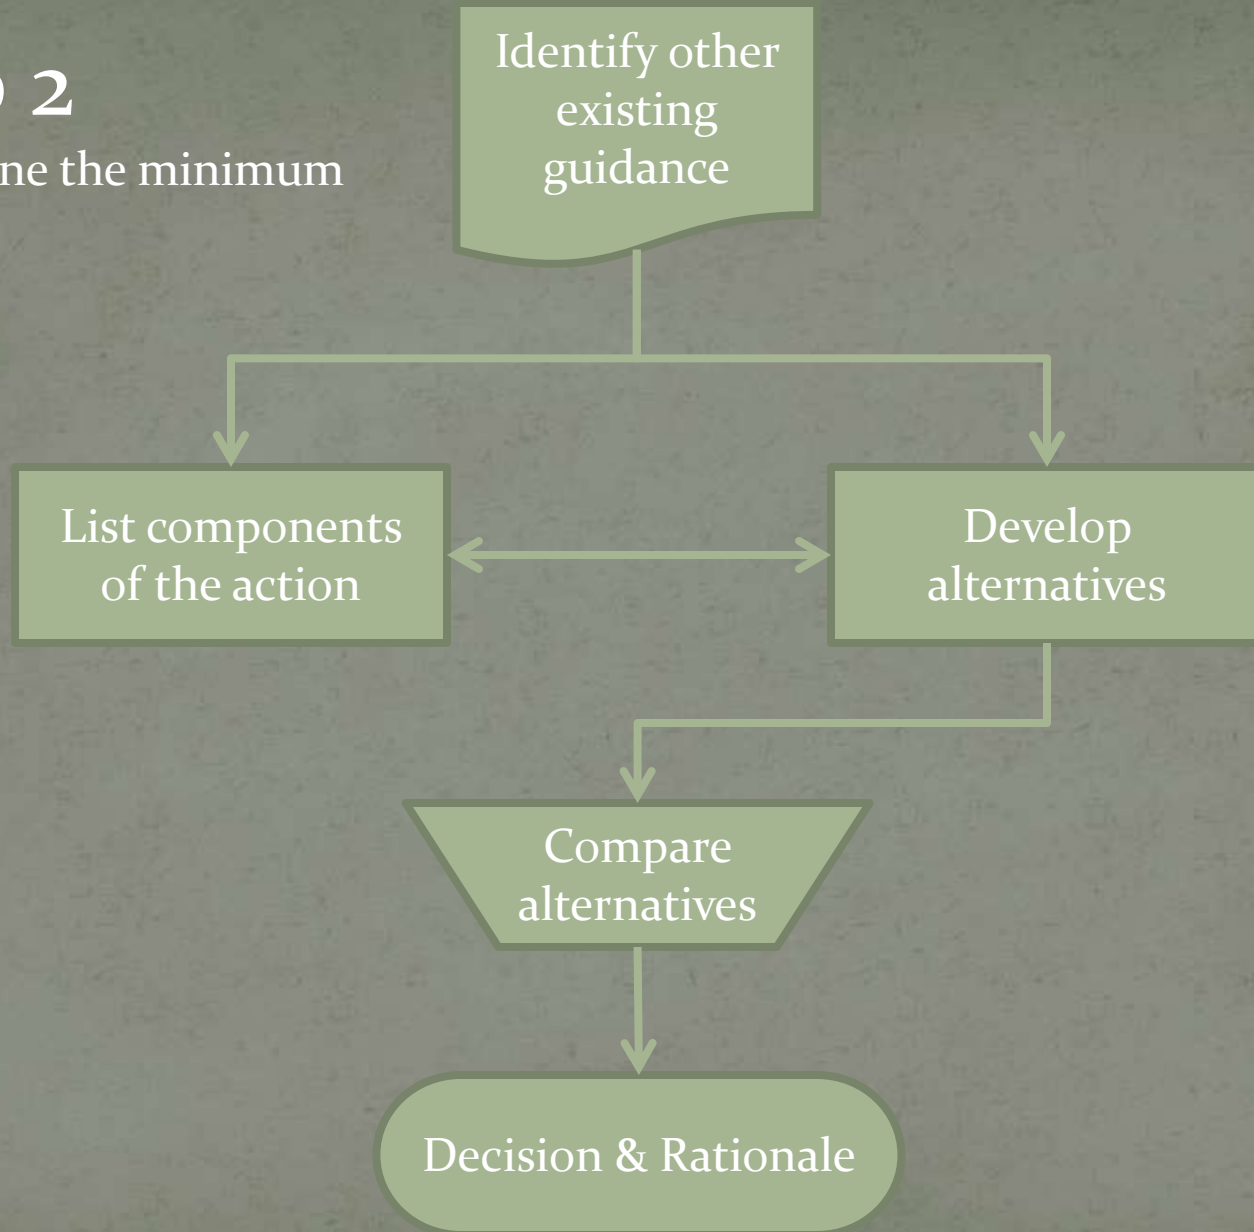 2
ne the minimum
Identify other
existing
guidance
List components
of the action
Develop
alternatives
Compare
alternatives
Decision & Rationale